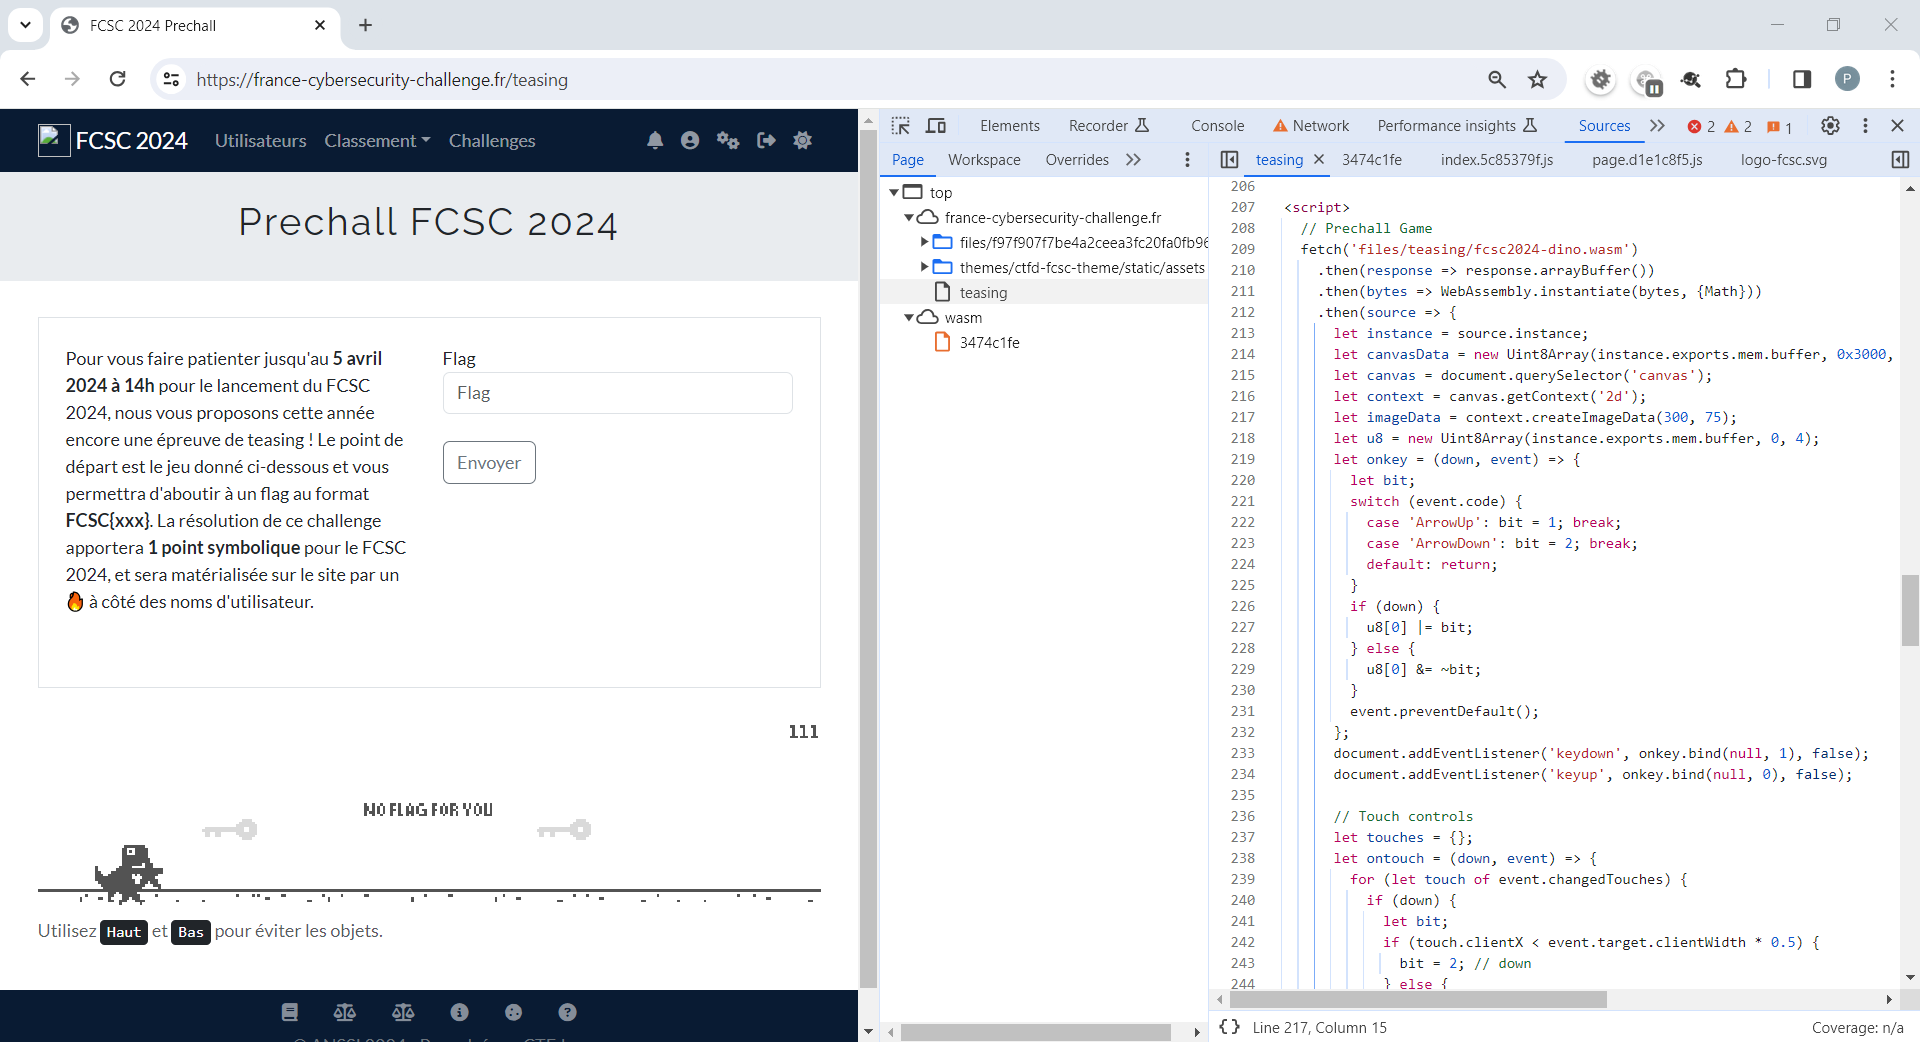 FCSC 2024 Prechall
https://france-cybersecurity-challenge.fr/teasing
P
FCSC 2024
Utilisateurs
Classement
Challenges
Prechall FCSC 2024
Pour vous faire patienter jusqu'au 5 avril
2024 à 14h pour le lancement du FCSC
2024, nous vous proposons cette année
encore une épreuve de teasing ! Le point de
départ est le jeu donné ci-dessous et vous
permettra d'aboutir à un flag au format
FCSC{xxx}. La résolution de ce challenge
apportera 1 point symbolique pour le FCSC
2024, et sera matérialisée sur le site par un
🔥 à côté des noms d'utilisateur.
Flag
Flag
Envoyer
111
NO FLAG FOR YOU
Utilisez Haut et Bas pour éviter les objets.
Elements
Recorder
Console
Network
Performance insights
Sources
2
2
1
Page
Workspace
Overrides
top
france-cybersecurity-challenge.fr
files/f97f907f7be4a2ceea3fc20fa0fb96
themes/ctfd-fcsc-theme/static/assets
teasing
wasm
3474c1fe
teasing
3474c1fe
index.5c85379f.js
page.d1e1c8f5.js
logo-fcsc.svg
206
207 <script>
208 // Prechall Game
209 fetch('files/teasing/fcsc2024-dino.wasm')
210 .then(response => response.arrayBuffer())
211 .then(bytes => WebAssembly.instantiate(bytes, {Math}))
212 .then(source => {
213 let instance = source.instance;
214 let canvasData = new Uint8Array(instance.exports.mem.buffer, 0x3000,
215 let canvas = document.querySelector('canvas');
216 let context = canvas.getContext('2d');
217 let imageData = context.createImageData(300, 75);
218 let u8 = new Uint8Array(instance.exports.mem.buffer, 0, 4);
219 let onkey = (down, event) => {
220 let bit;
221 switch (event.code) {
222 case 'ArrowUp': bit = 1; break;
223 case 'ArrowDown': bit = 2; break;
224 default: return;
225 }
226 if (down) {
227 u8[0] |= bit;
228 } else {
229 u8[0] &= ~bit;
230 }
231 event.preventDefault();
232 };
233 document.addEventListener('keydown', onkey.bind(null, 1), false);
234 document.addEventListener('keyup', onkey.bind(null, 0), false);
235
236 // Touch controls
237 let touches = {};
238 let ontouch = (down, event) => {
239 for (let touch of event.changedTouches) {
240 if (down) {
241 let bit;
242 if (touch.clientX < event.target.clientWidth * 0.5) {
243 bit = 2; // down
244 } else {
Line 217, Column 15
Coverage: n/a